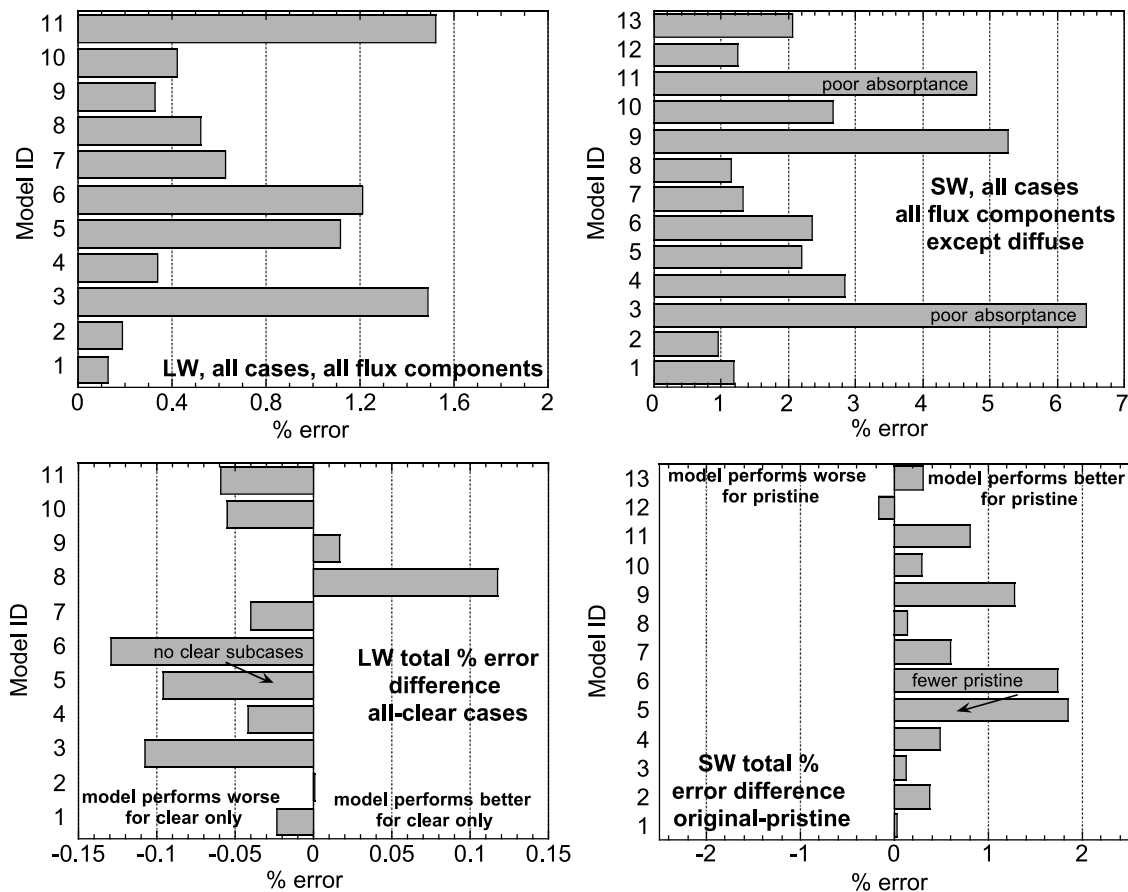 11
10
9
8
7
6
5
4
3
2
1
Model ID
LW, all cases, all flux components
0 0.4 0.8 1.2 1.6 2
% error
13
12
11
10
9
8
7
6
5
4
3
2
1
Model ID
poor absorptance
SW, all cases
all flux components
except diffuse
poor absorptance
0 1 2 3 4 5 6 7
% error
11
10
9
8
7
6
5
4
3
2
1
Model ID
no clear subcases
LW total % error
difference
all-clear cases
model performs worse
for clear only
model performs better
for clear only
-0.15 -0.1 -0.05 0 0.05 0.1 0.15
% error
13
12
11
10
9
8
7
6
5
4
3
2
1
Model ID
model performs worse
for pristine
model performs better
for pristine
fewer pristine
SW total %
error difference
original-pristine
-2 -1 0 1 2
% error